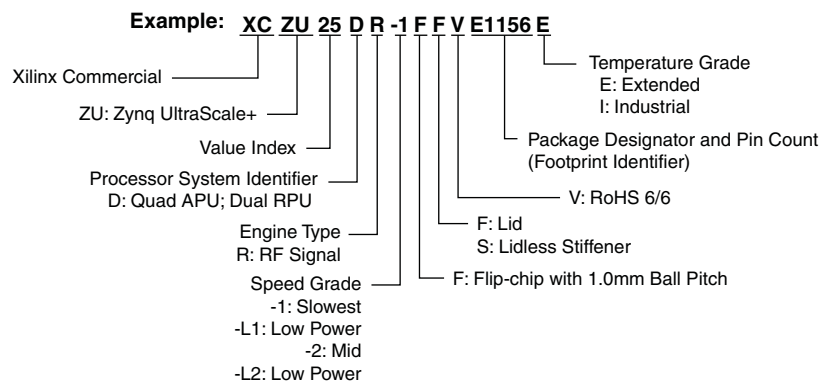 Example: XC ZU 25 D R -1 F F V E1156 E
Xilinx Commercial
ZU: Zynq UltraScale+
Value Index
Processor System Identifier
D: Quad APU; Dual RPU
Engine Type
R: RF Signal
Speed Grade
-1: Slowest
-L1: Low Power
-2: Mid
-L2: Low Power
Temperature Grade
E: Extended
I: Industrial
Package Designator and Pin Count
(Footprint Identifier)
V: RoHS 6/6
F: Lid
S: Lidless Stiffener
F: Flip-chip with 1.0mm Ball Pitch